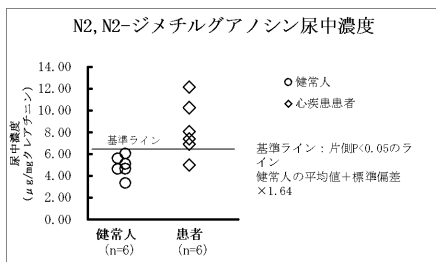 N2,N2-ジメチルグアノシン尿中濃度
尿中濃度
(μg/mgクレアチニン)
14.00
12.00
10.00
8.00
6.00
4.00
2.00
0.00
基準ライン
健常人
(n=6)
患者
(n=6)
健常人
心疾患患者
基準ライン：片側P<0.05のラ
イン
健常人の平均値＋標準偏差
×1.64